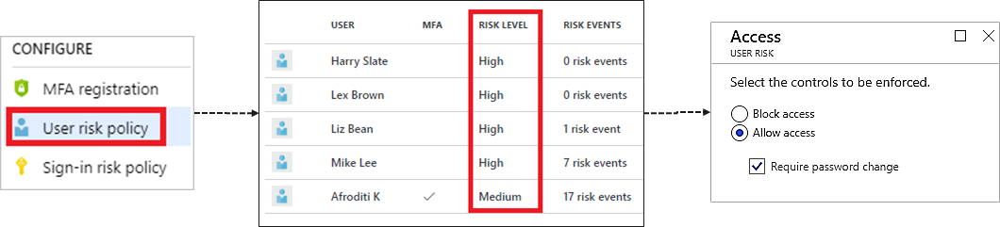 CONFIGURE
MFA registration
User risk policy
Sign-in risk policy
USER MFA RISK LEVEL RISK EVENTS
Harry Slate High 0 risk events
Lex Brown High 0 risk events
Liz Bean High 1 risk event
Mike Lee High 7 risk events
Afroditi K Medium 17 risk events
Access
USER RISK
Select the controls to be enforced.
Block access
Allow access
Require password change